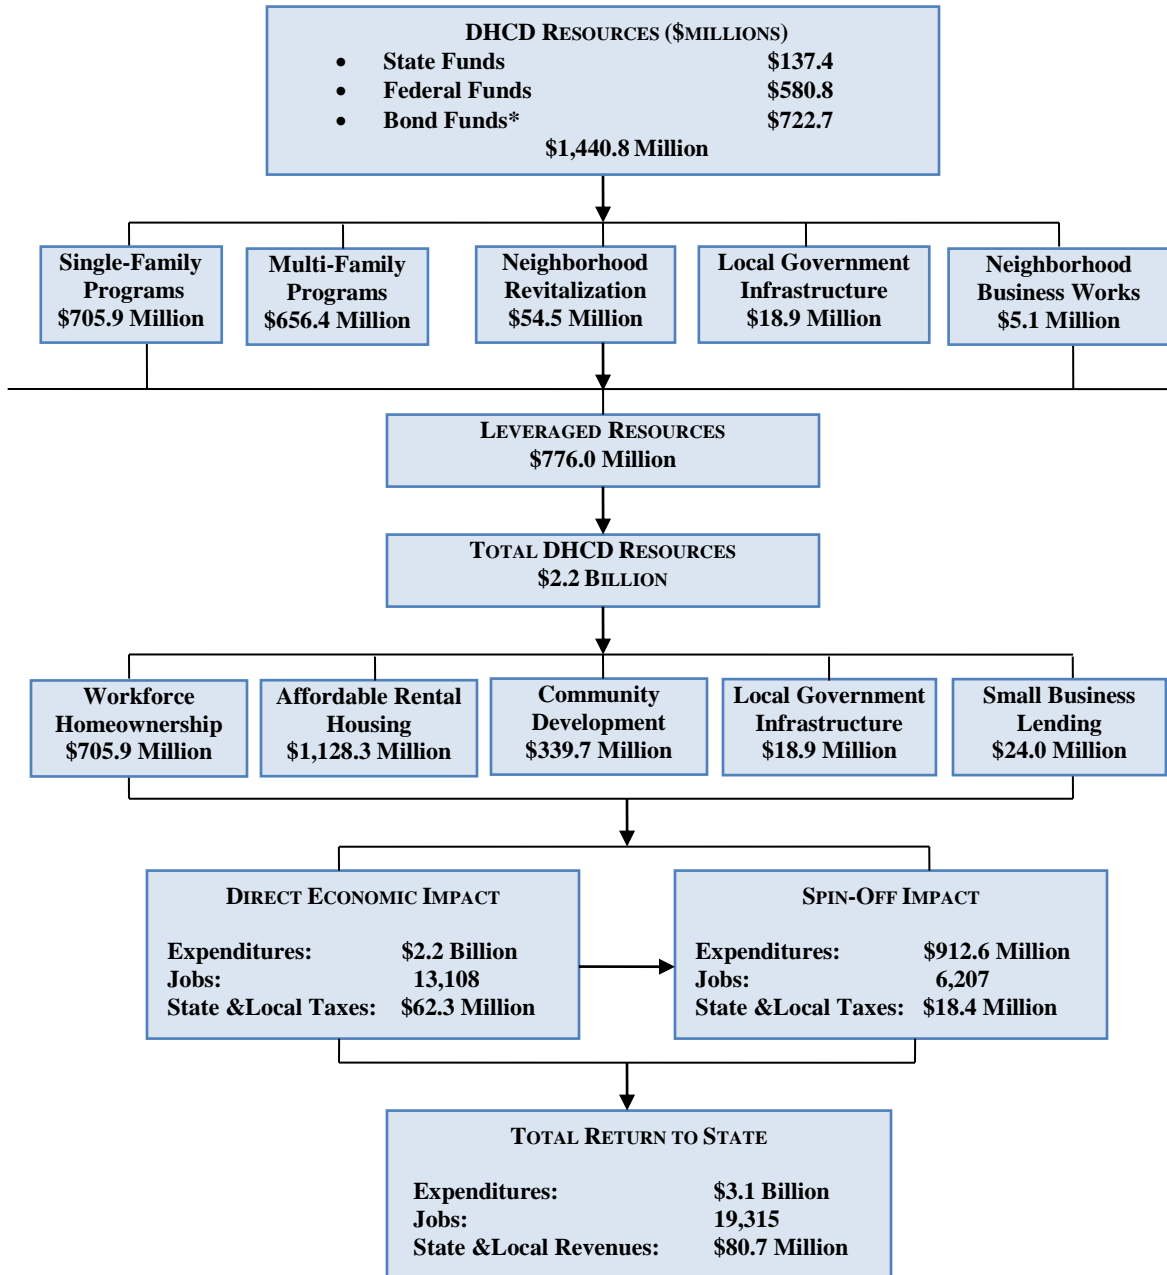 DHCD RESOURCES ($MILLIONS)
• State Funds $137.4
• Federal Funds $580.8
• Bond Funds* $722.7
$1,440.8 Million
Single-Family
Programs
$705.9 Million
Multi-Family
Programs
$656.4 Million
Neighborhood
Revitalization
$54.5 Million
Local Government
Infrastructure
$18.9 Million
Neighborhood
Business Works
$5.1 Million
LEVERAGED RESOURCES
$776.0 Million
TOTAL DHCD RESOURCES
$2.2 BILLION
Workforce
Homeownership
$705.9 Million
Affordable Rental
Housing
$1,128.3 Million
Community
Development
$339.7 Million
Local Government
Infrastructure
$18.9 Million
Small Business
Lending
$24.0 Million
DIRECT ECONOMIC IMPACT
Expenditures: $2.2 Billion
Jobs: 13,108
State &Local Taxes: $62.3 Million
SPIN-OFF IMPACT
Expenditures: $912.6 Million
Jobs: 6,207
State &Local Taxes: $18.4 Million
TOTAL RETURN TO STATE
Expenditures: $3.1 Billion
Jobs: 19,315
State &Local Revenues: $80.7 Million